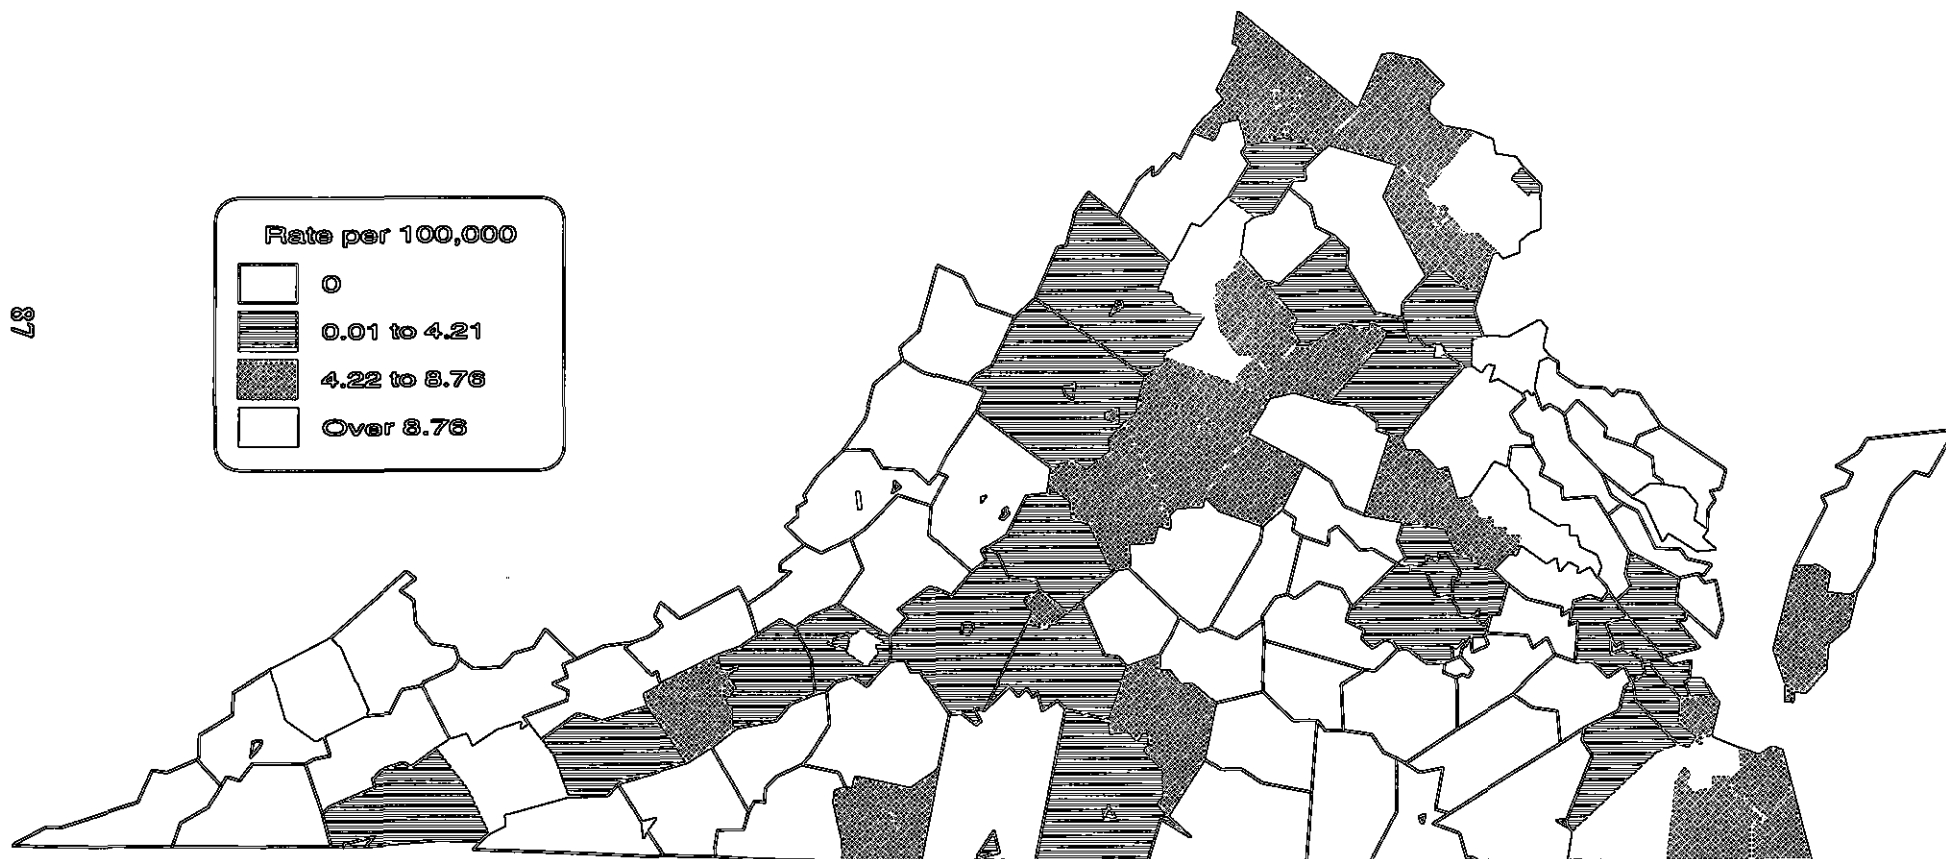 Rate per 100,000
0
0.01 to 4.21
4.22 to 8.76
Over 8.76
87